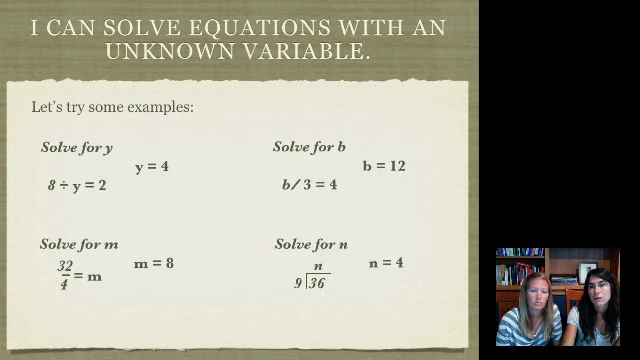 I CAN SOLVE EQUATIONS WITH AN
UNKNOWN VARIABLE.
Let's try some examples:
Solve for y
y = 4
8 ÷ y = 2
Solve for b
b = 12
b/ 3 = 4
Solve for m
32
4
= m
m = 8
Solve for n
n
9 36
n = 4